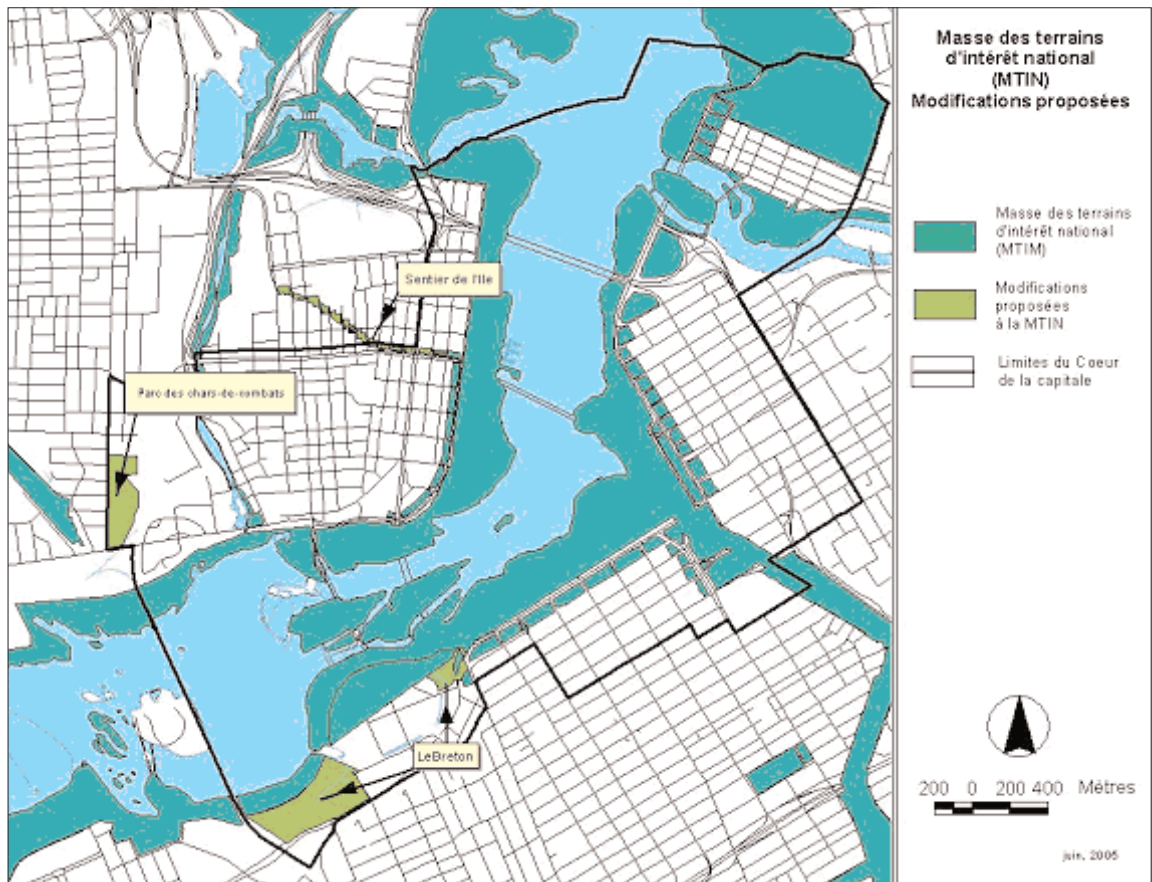 Masse des terrains
d'intérêt national
(MTIN)
Modifications proposées
Masse des terrains
d'intérêt national
(MTIM)
Modifications
proposées
à la MTIN
Limites du Coeur
de la capitale
Sentier de l'Ile
Parc des chars-de-combats
LeBreton
200 0 200 400 Mètres
juin, 2005